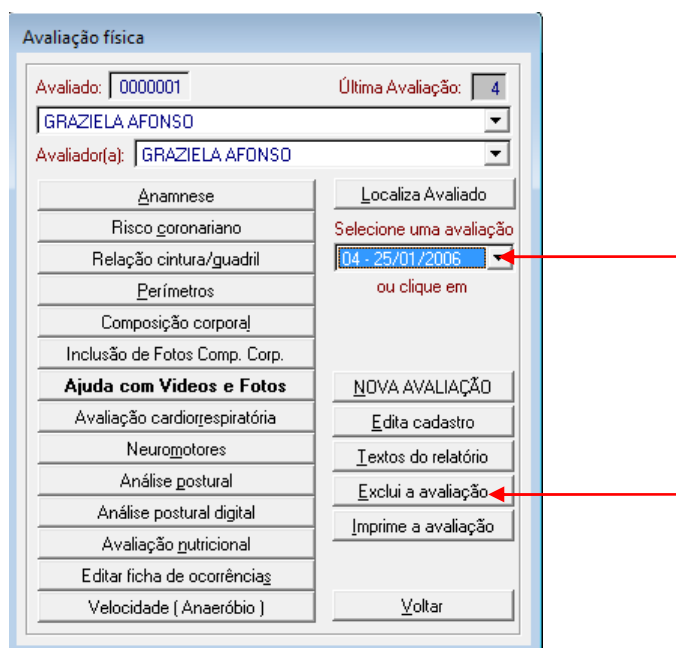 Avaliação física
Avaliado: 0000001 Última Avaliação: 4
GRAZIELA AFONSO
Avaliador(a): GRAZIELA AFONSO
Anamnese
Risco coronariano
Relação cintura/guadril
Perímetros
Composição corporal
Inclusão de Fotos Comp. Corp.
Ajuda com Videos e Fotos
Avaliação cardiorrespiratória
Neuromotores
Análise postural
Análise postural digital
Avaliação nutricional
Editar ficha de ocorrências
Velocidade ( Anaeróbio )
Localiza Avaliado
Selecione uma avaliação
04 - 25/01/2006
ou clique em
NOVA AVALIAÇÃO
Edita cadastro
Textos do relatório
Exclui a avaliação
Imprime a avaliação
Voltar